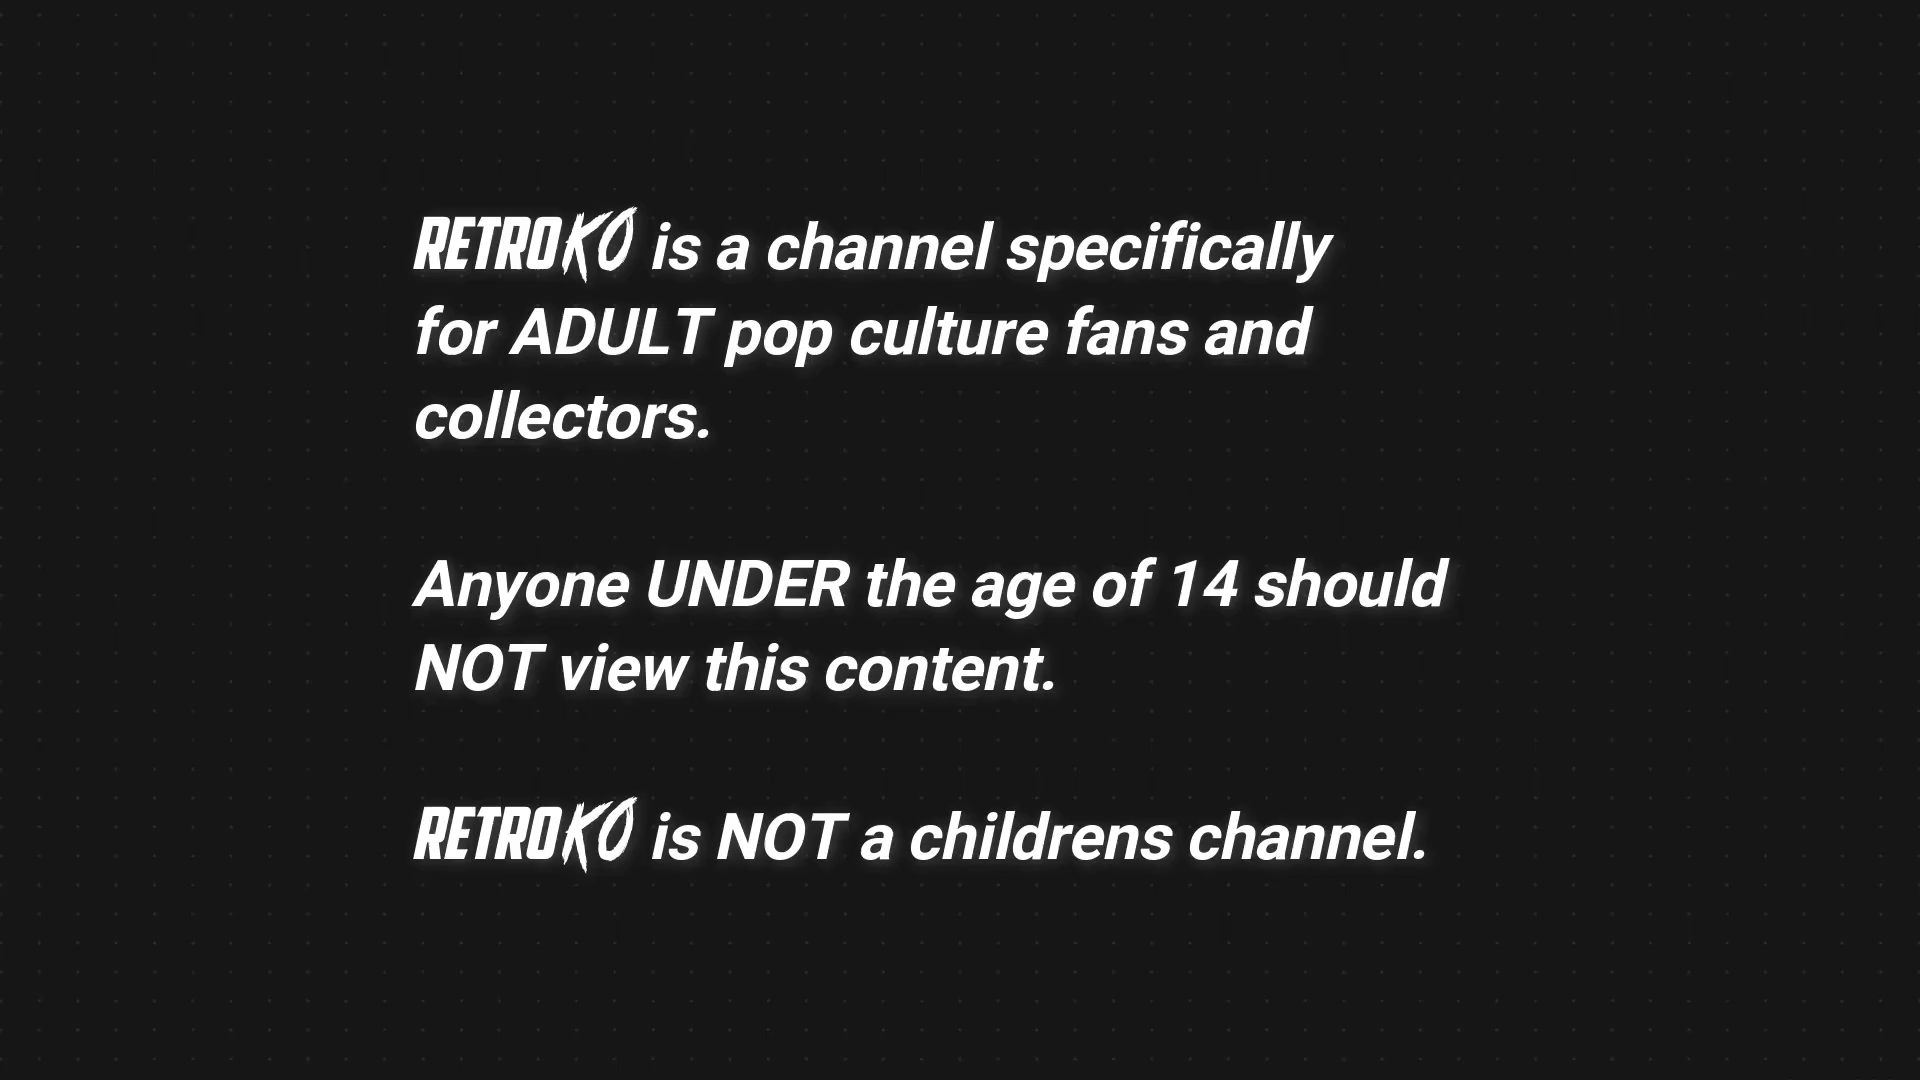 RETROKO is a channel specifically
for ADULT pop culture fans and
collectors.
Anyone UNDER the age of 14 should
NOT view this content.
RETROKO is NOT a childrens channel.